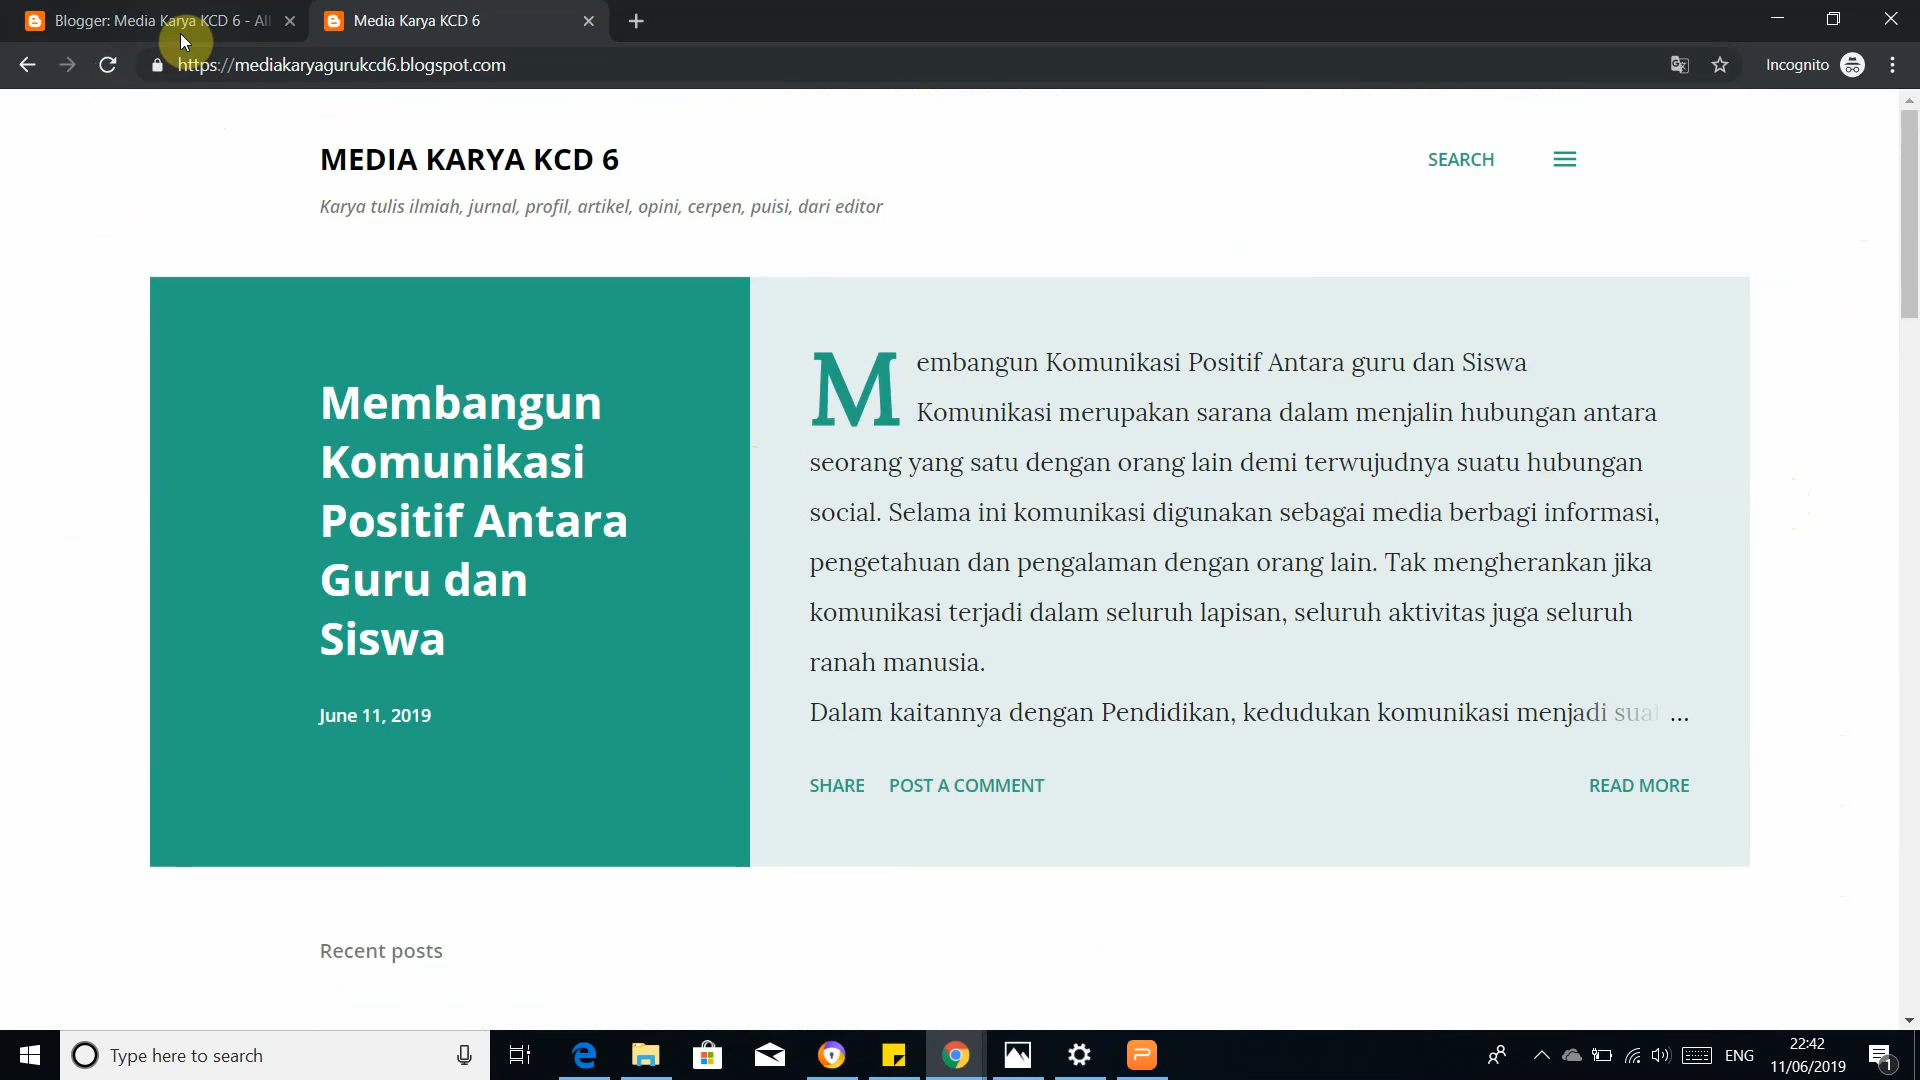 Blogger: Media Karya KCD 6 - All
Media Karya KCD 6
https://mediakaryagurukcd6.blogspot.com
Incognito
MEDIA KARYA KCD 6
SEARCH
Karya tulis ilmiah, jurnal, profil, artikel, opini, cerpen, puisi, dari editor
Membangun
Komunikasi
Positif Antara
Guru dan
Siswa
June 11, 2019
Membangun Komunikasi Positif Antara guru dan Siswa
Komunikasi merupakan sarana dalam menjalin hubungan antara
seorang yang satu dengan orang lain demi terwujudnya suatu hubungan
social. Selama ini komunikasi digunakan sebagai media berbagi informasi,
pengetahuan dan pengalaman dengan orang lain. Tak mengherankan jika
komunikasi terjadi dalam seluruh lapisan, seluruh aktivitas juga seluruh
ranah manusia.
Dalam kaitannya dengan Pendidikan, kedudukan komunikasi menjadi ...
SHARE
POST A COMMENT
READ MORE
Recent posts
Type here to search
ENG
22:42
11/06/2019
1